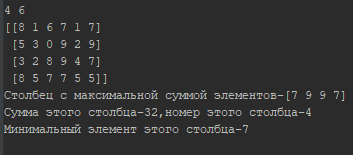 4 6
[[8 1 6 7 1 7]
[5 3 0 9 2 9]
[3 2 8 9 4 7]
[8 5 7 7 5 5]]
Столбец с максимальной суммой элементов-[7 9 9 7]
Сумма этого столбца-32,номер этого столбца-4
Минимальный элемент этого столбца-7